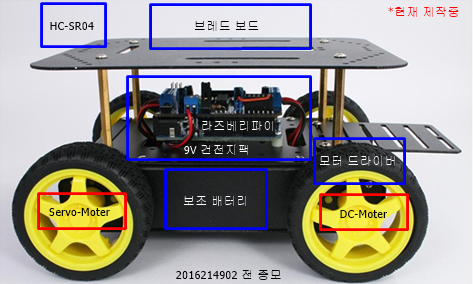 HC-SR04
브레드 보드
*현재 제작중
라즈베리파이
9V 건전지팩
모터 드라이버
보조 배터리
Servo-Moter
DC-Moter
2016214902 전 종모